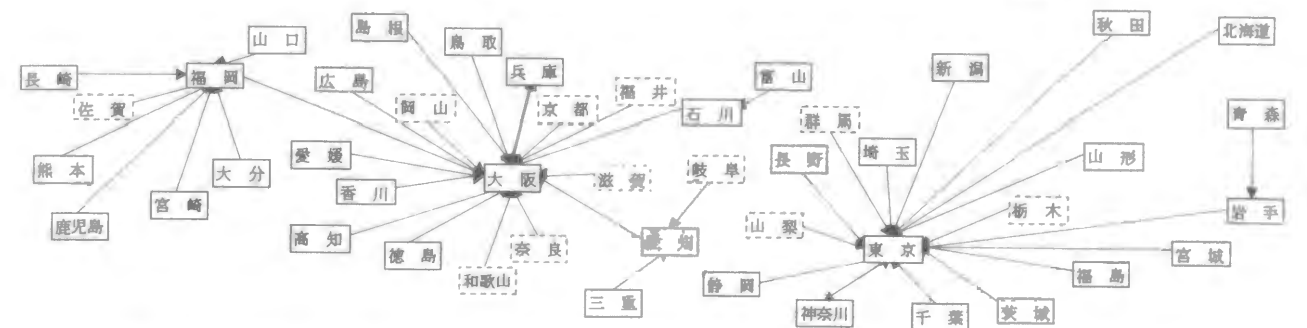 山口
長崎
福岡
佐賀
熊本
大分
宮崎
鹿児島
島根
鳥取
兵庫
広島
岡山
京都
福井
富山
石川
愛媛
香川
大阪
滋賀
岐阜
高知
徳島
和歌山
奈良
愛知
三重
秋田
北海道
新潟
群馬
青森
長野
埼玉
山形
山梨
栃木
岩手
東京
宮城
静岡
福島
神奈川
千葉
茨城